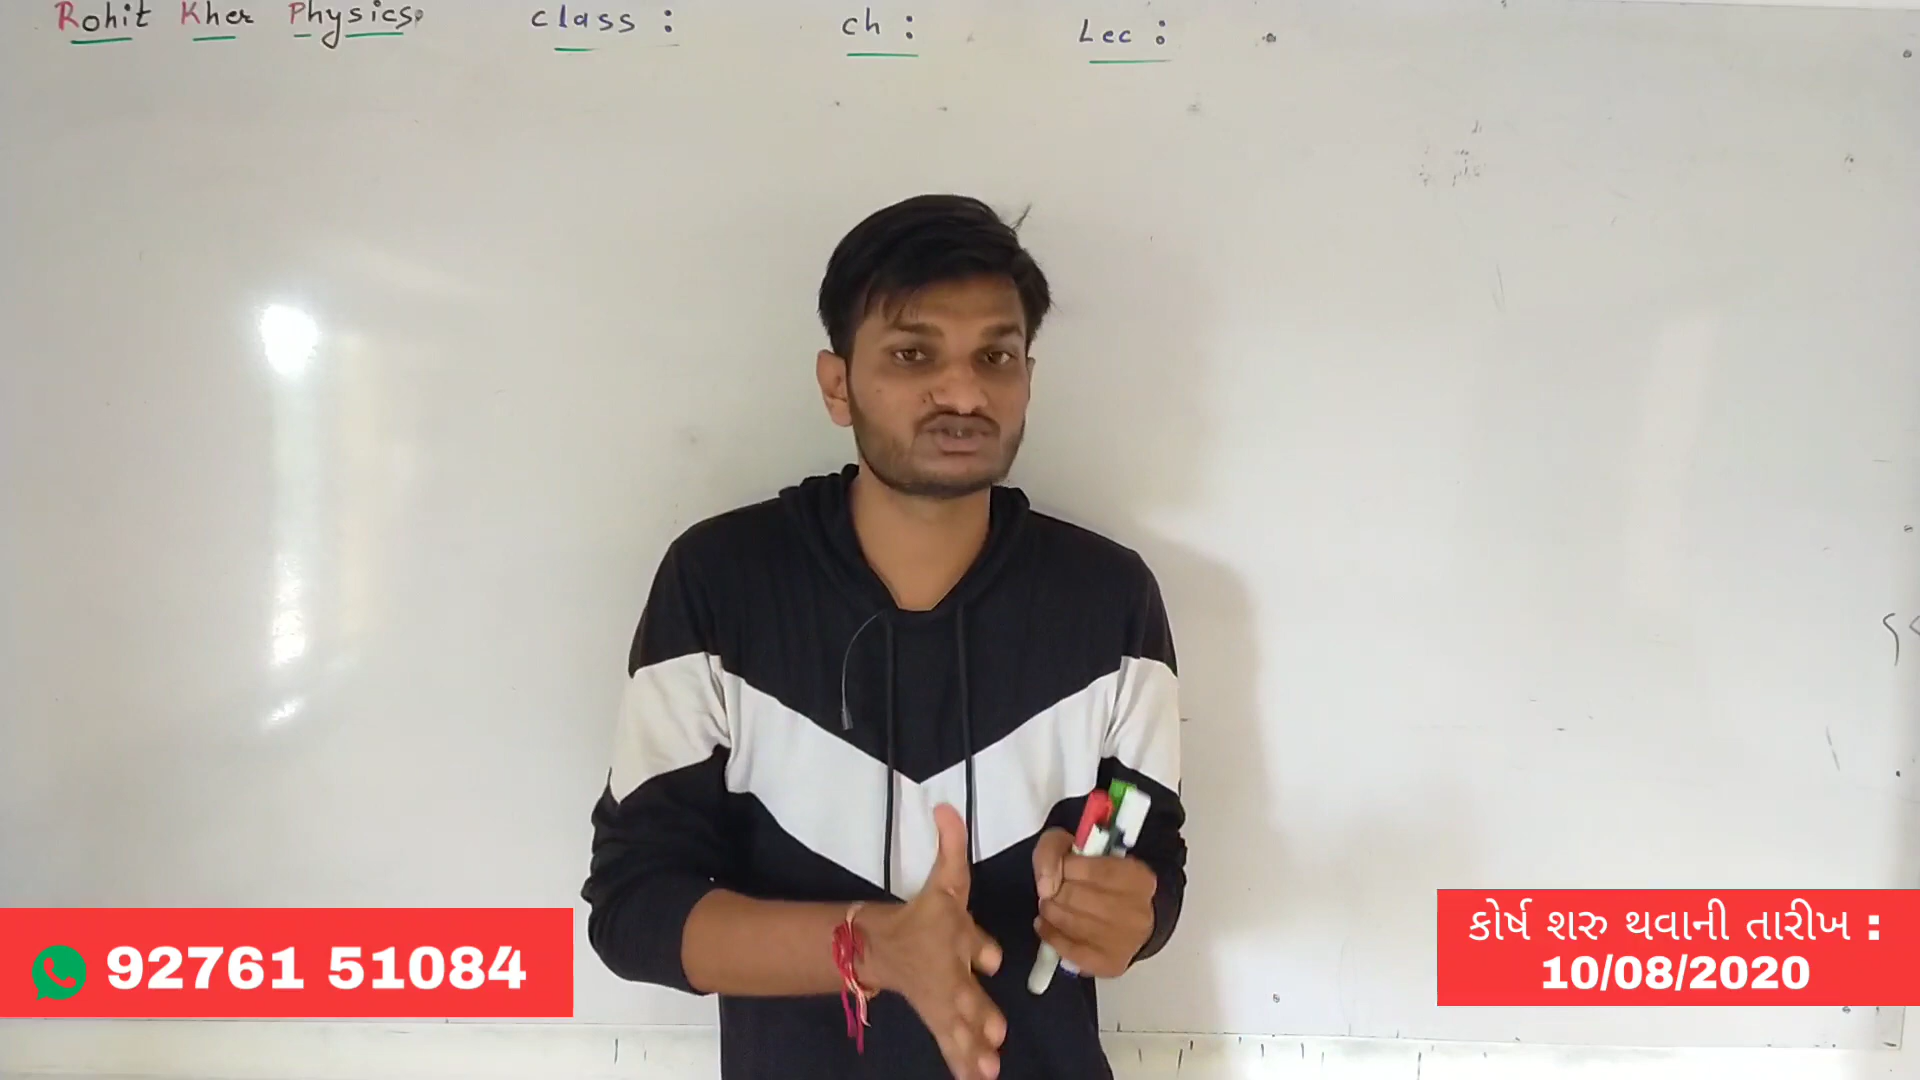 Rohit Kher Physics. class : ch : Lec :
92761 51084
કોર્ષ શરુ થવાની તારીખ :
10/08/2020